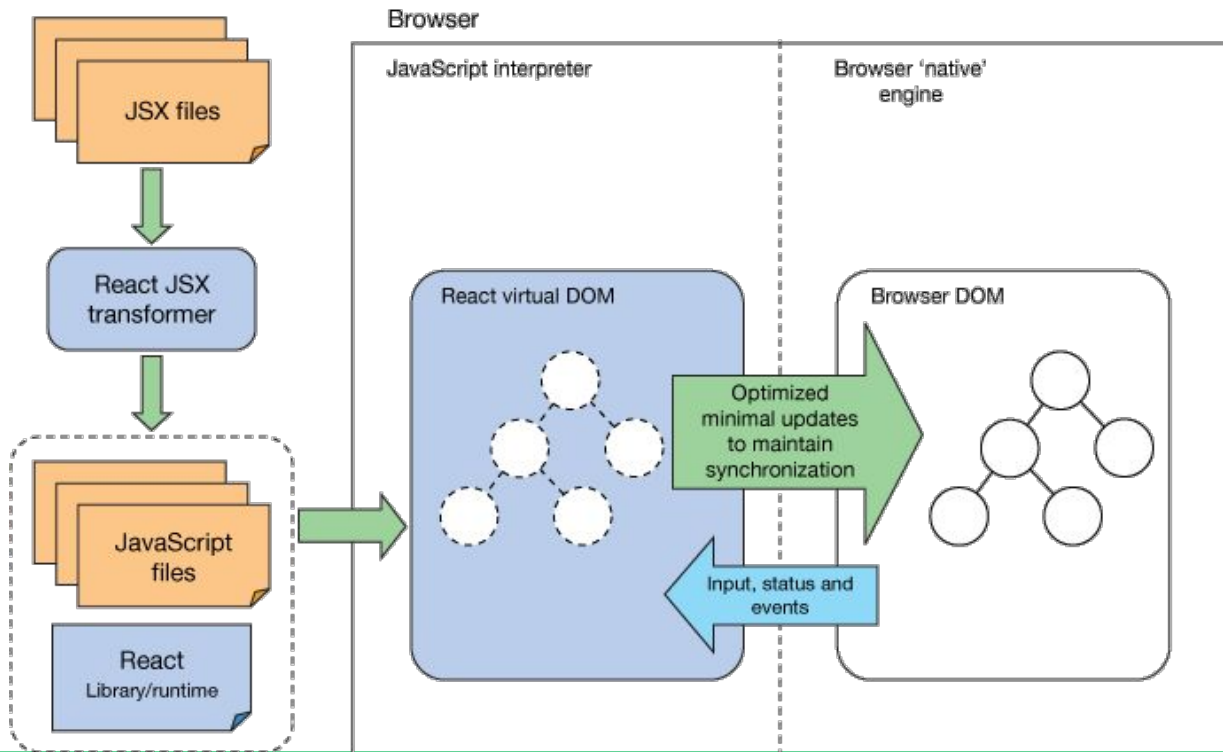 Browser
JavaScript interpreter
Browser ‘native’
engine
JSX files
React JSX
transformer
JavaScript
files
React
Library/runtime
React virtual DOM
Optimized
minimal updates
to maintain
synchronization
Input, status and
events
Browser DOM